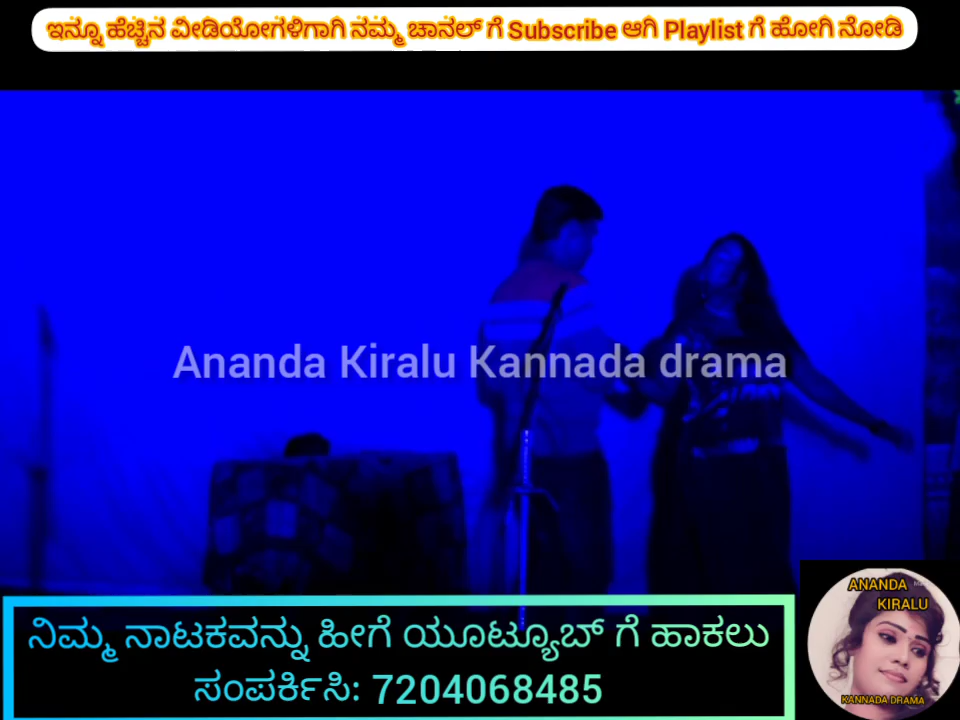 ಇನ್ನೂ ಹೆಚ್ಚಿನ ವೀಡಿಯೋಗಳಿಗಾಗಿ ನಮ್ಮ ಚಾನಲ್ ಗೆ Subscribe ಆಗಿ Playlist ಗೆ ಹೋಗಿ ನೋಡಿ
Ananda Kiralu Kannada drama
ನಿಮ್ಮ ನಾಟಕವನ್ನು ಹೀಗೆ ಯೂಟ್ಯೂಬ್ ಗೆ ಹಾಕಲು
ಸಂಪರ್ಕಿಸಿ: 7204068485
ANANDA
KIRALU
KANNADA DRAMA